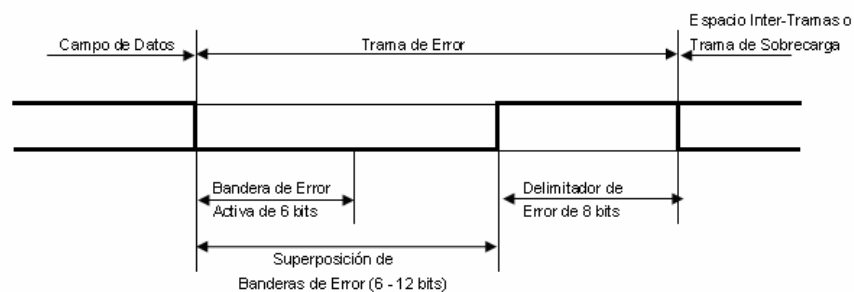 Espacio Inter-Tramas o
Campo de Datos
Trama de Error
Trama de Sobrecarga
Bandera de Error
Activa de 6 bits
Delimitador de
Error de 8 bits
Superposición de
Banderas de Error (6 - 12 bits)